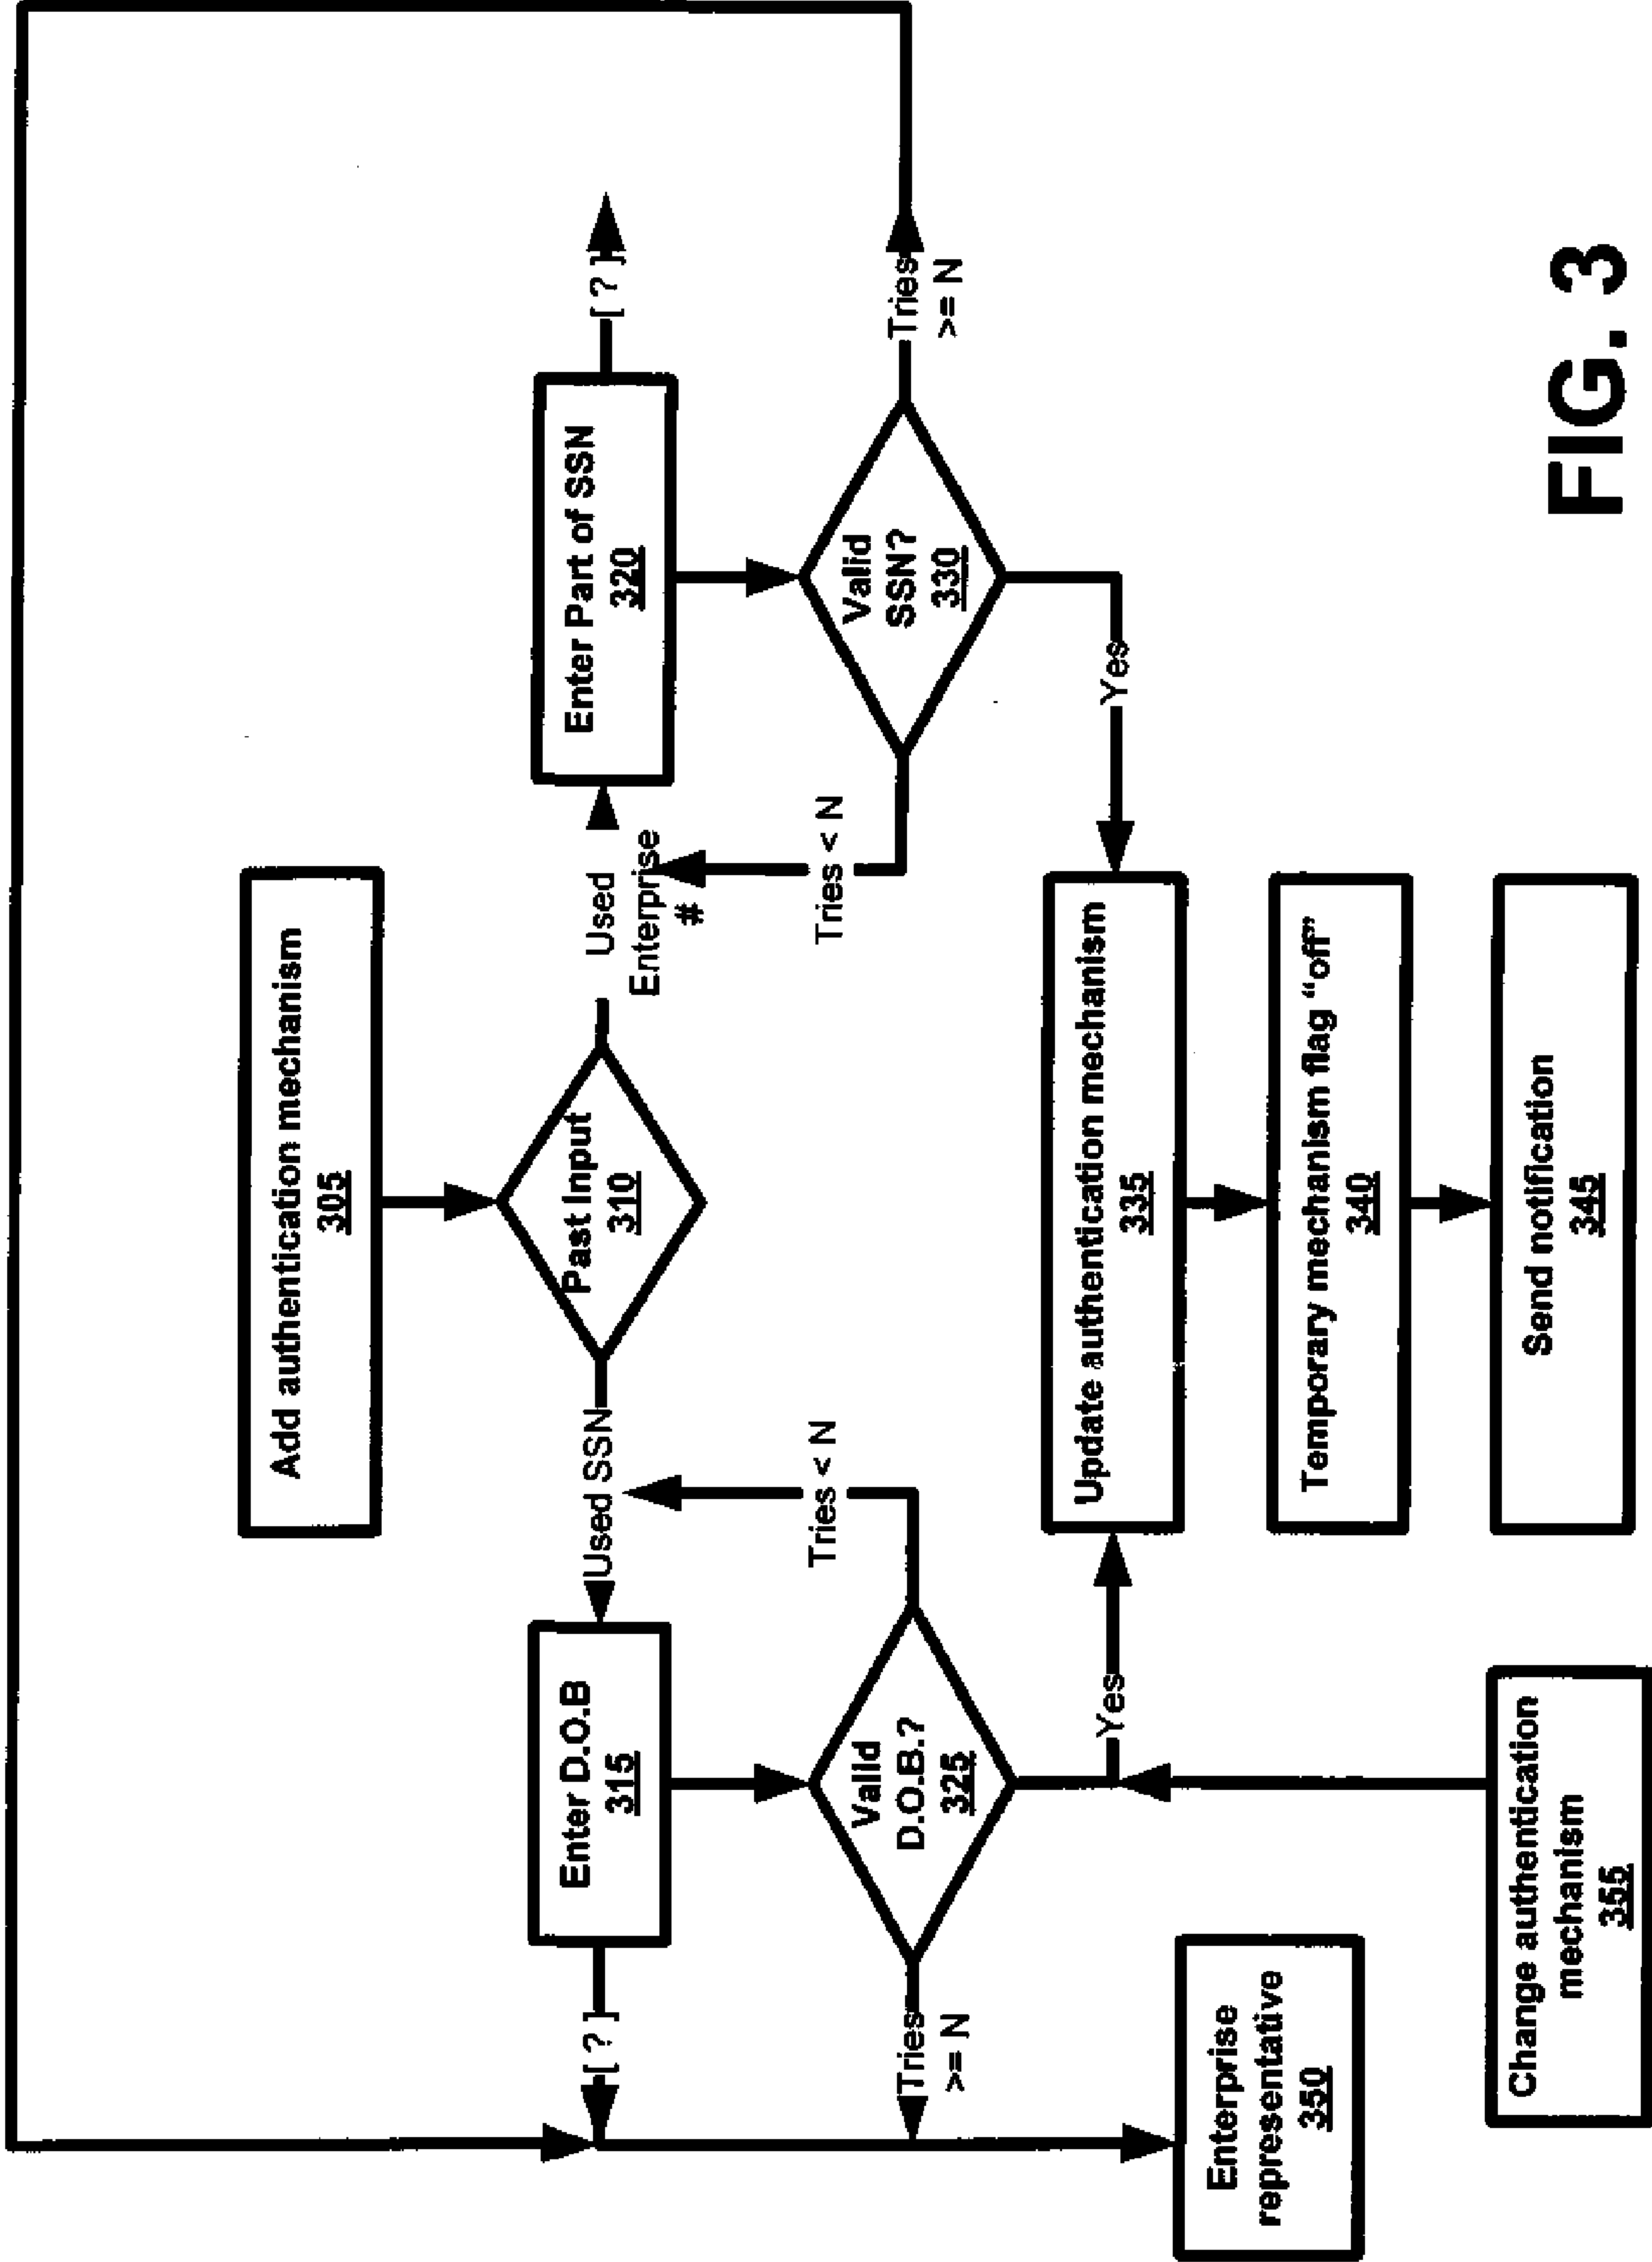 Add authentication mechanism
305
Past Input
310
Used SSN
Used
Enterprise
#
Enter D.O.B
315
[ ? ]
Enter Part of SSN
320
[ ? ]
Valid
D.O.B.?
325
Tries < N
Tries
>= N
Valid
SSN?
330
Tries < N
Tries
>= N
Yes
Yes
Update authentication mechanism
335
Temporary mechanism flag “off”
340
Send notification
345
Enterprise
representative
350
Change authentication
mechanism
355
FIG. 3